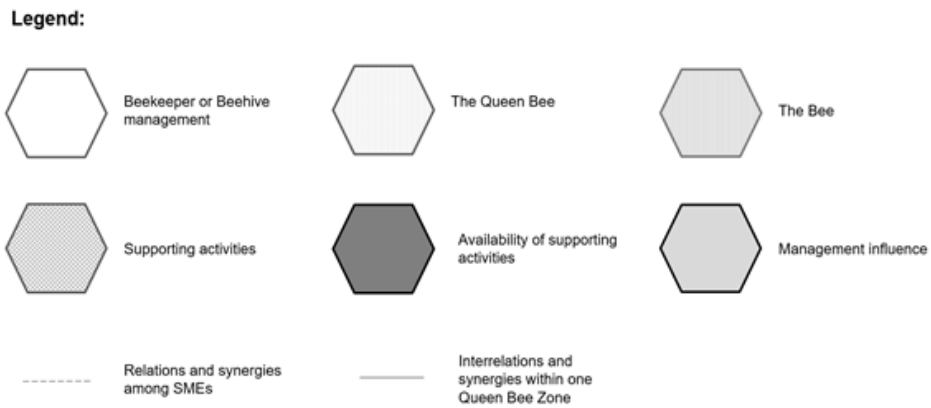 Legend:
Beekeeper or Beehive
management
The Queen Bee
The Bee
Supporting activities
Availability of supporting
activities
Management influence
Relations and synergies
among SMEs
Interrelations and
synergies within one
Queen Bee Zone